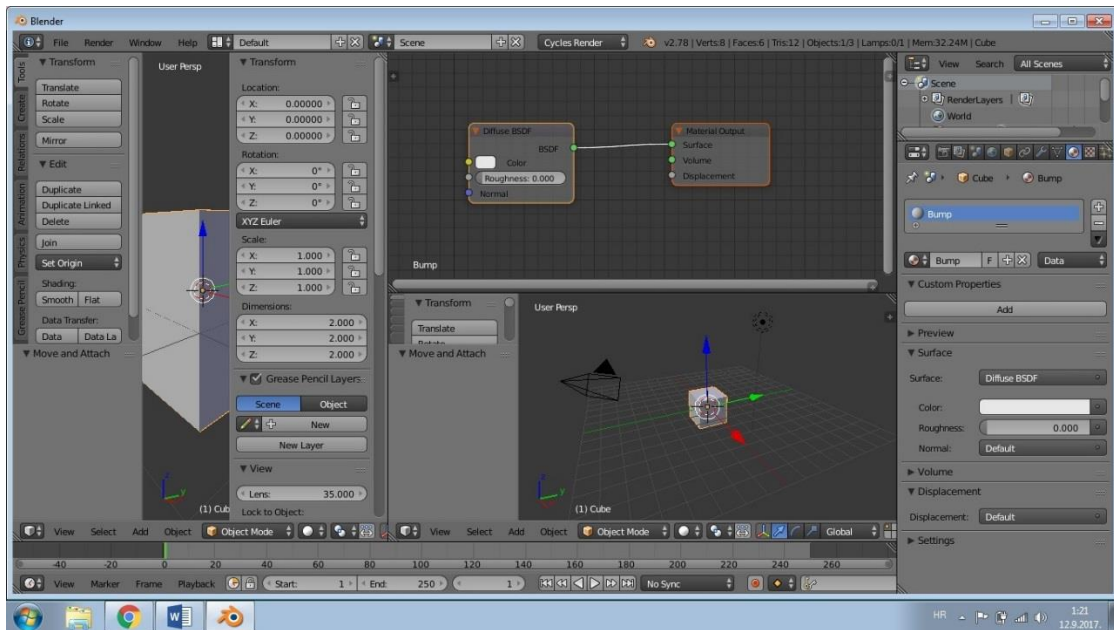 Blender
File Render Window Help Default Scene Cycles Render v2.78 | Verts:8 | Faces:6 | Tris:12 | Objects:1/3 | Lamps:0/1 | Mem:32.24M | Cube
Tools
Create
Relations
Animation
Physics
Grease Pencil
Transform
Translate
Rotate
Scale
Mirror
Edit
Duplicate
Duplicate Linked
Delete
Join
Set Origin
Shading:
Smooth Flat
Data Transfer:
Data Data La
Move and Attach
User Persp
(1) Cub
Transform
Location:
X: 0.00000
Y: 0.00000
Z: 0.00000
Rotation:
X: 0°
Y: 0°
Z: 0°
XYZ Euler
Scale:
X: 1.000
Y: 1.000
Z: 1.000
Dimensions:
X: 2.000
Y: 2.000
Z: 2.000
Grease Pencil Layers
Scene Object
New
New Layer
View
Lens: 35.000
Lock to Object:
Diffuse BSDF
BSDF
Color
Roughness: 0.000
Normal
Material Output
Surface
Volume
Displacement
Bump
Transform
Translate
Rotate
Move and Attach
User Persp
(1) Cube
View Search All Scenes
Scene
RenderLayers
World
Cube Bump
Bump
Bump F Data
Custom Properties
Add
Preview
Surface
Surface: Diffuse BSDF
Color:
Roughness: 0.000
Normal: Default
Volume
Displacement
Displacement: Default
Settings
View Select Add Object Object Mode
View Select Add Object Object Mode Global
-40 -20 0 20 40 60 80 100 120 140 160 180 200 220 240 260
View Marker Frame Playback Start: 1 End: 250 1 No Sync
HR 1:21
12.9.2017.